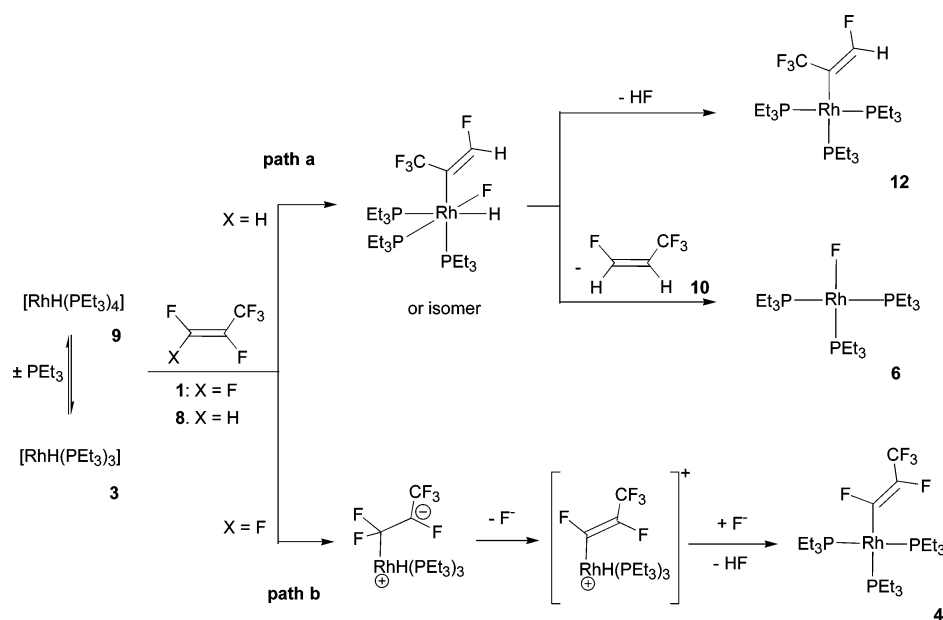 F
F₃C
H
Et₃P
Rh
PEt₃
PEt₃
12
- HF
path a
X = H
F
F₃C
H
F
Et₃P
Rh
H
Et₃P
PEt₃
or isomer
-
F
CF₃
H
H
10
F
Et₃P
Rh
PEt₃
PEt₃
6
[RhH(PEt₃)₄]
9
± PEt₃
[RhH(PEt₃)₃]
3
F
CF₃
X
F
1: X = F
8. X = H
X = F
path b
CF₃
F
⊖
F
F
RhH(PEt₃)₃
⊕
- F⁻
CF₃
F
F
RhH(PEt₃)₃
⊕
+
+ F⁻
- HF
CF₃
F
F
Et₃P
Rh
PEt₃
PEt₃
4